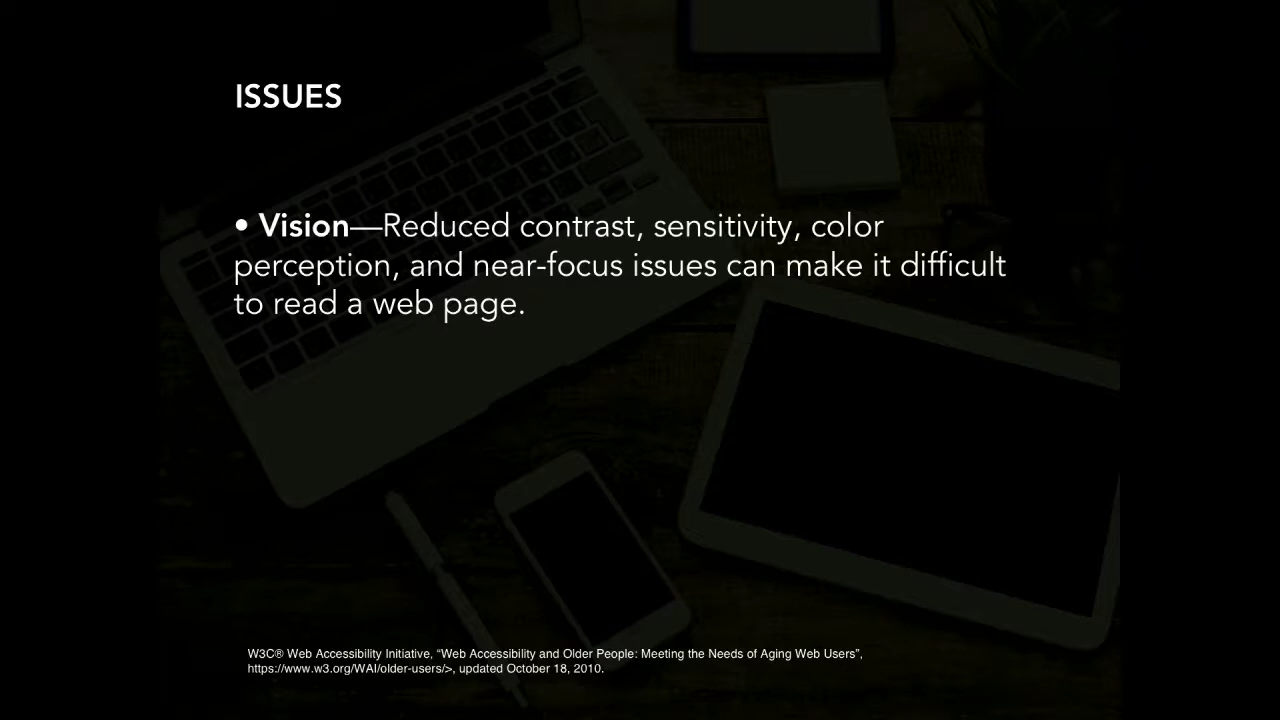 ISSUES
• Vision—Reduced contrast, sensitivity, color
perception, and near-focus issues can make it difficult
to read a web page.
W3C® Web Accessibility Initiative, “Web Accessibility and Older People: Meeting the Needs of Aging Web Users”,
https://www.w3.org/WAI/older-users/>, updated October 18, 2010.